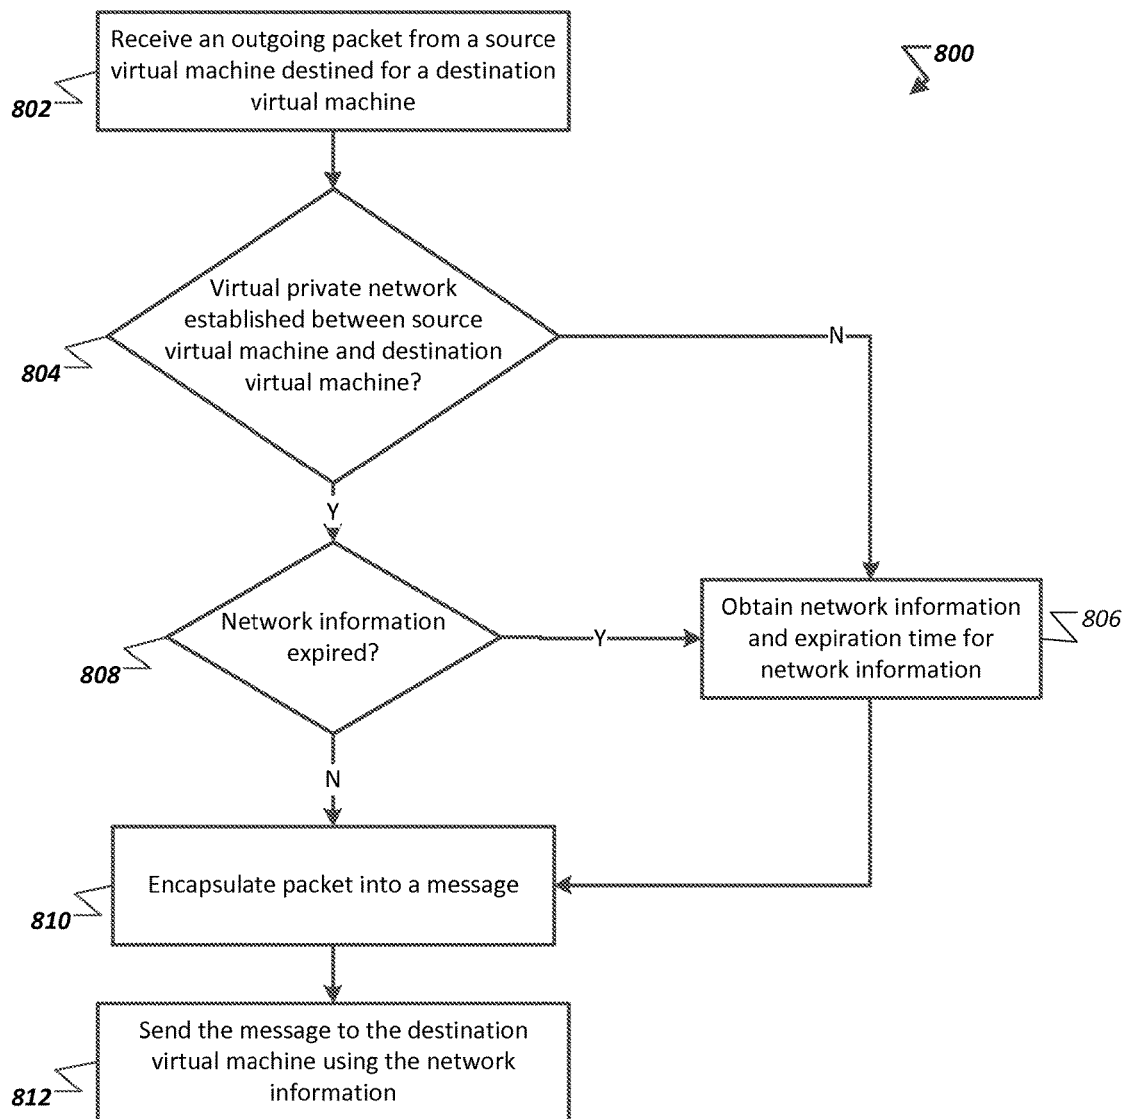 Receive an outgoing packet from a source
virtual machine destined for a destination
virtual machine
800
802
Virtual private network
established between source
virtual machine and destination
virtual machine?
N
804
Y
Network information
expired?
Y
Obtain network information
and expiration time for
network information
806
808
N
Encapsulate packet into a message
810
Send the message to the destination
virtual machine using the network
information
812